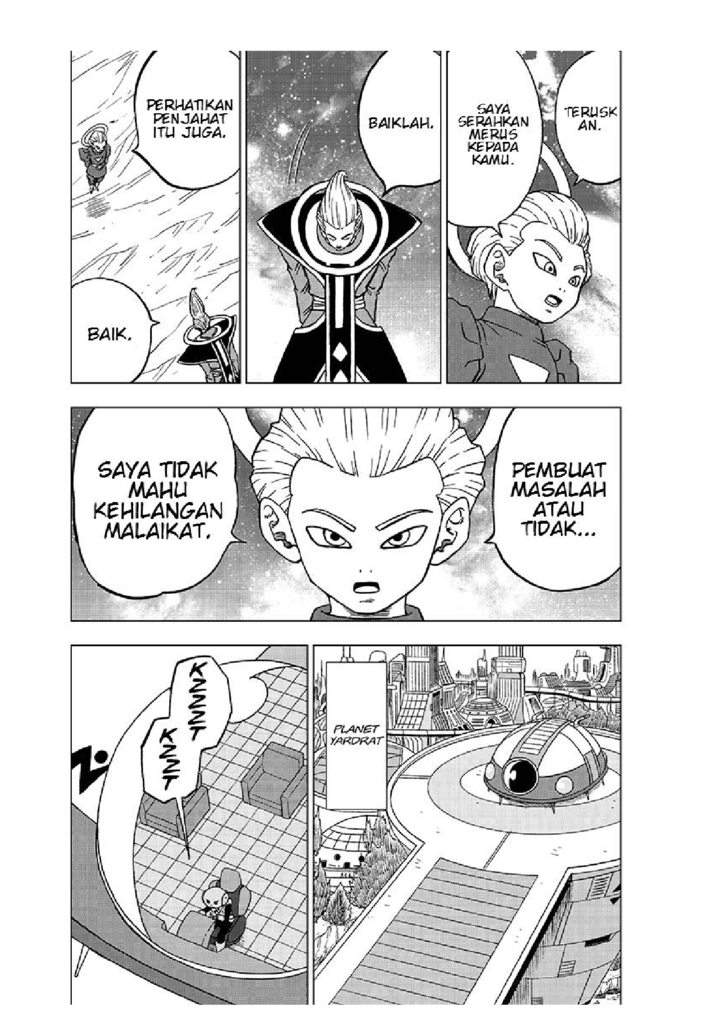 TERUSK
AN.
SAYA
SERAHKAN
MERUS
KEPADA
KAMU.
BAIKLAH.
PERHATIKAN
PENJAHAT
ITU JUGA.
BAIK.
PEMBUAT
MASALAH
ATAU
TIDAK...
SAYA TIDAK
MAHU
KEHILANGAN
MALAIKAT.
PLANET
YARDRAT
KZZZT
KZZT